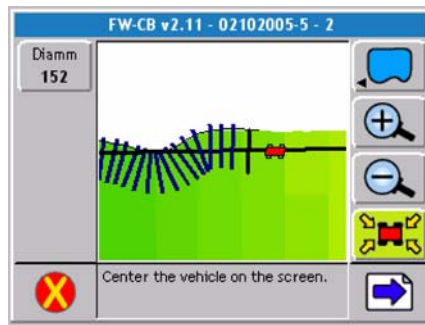 FW-CB v2.11 - 02102005-5 - 2
Diamm
152
Center the vehicle on the screen.